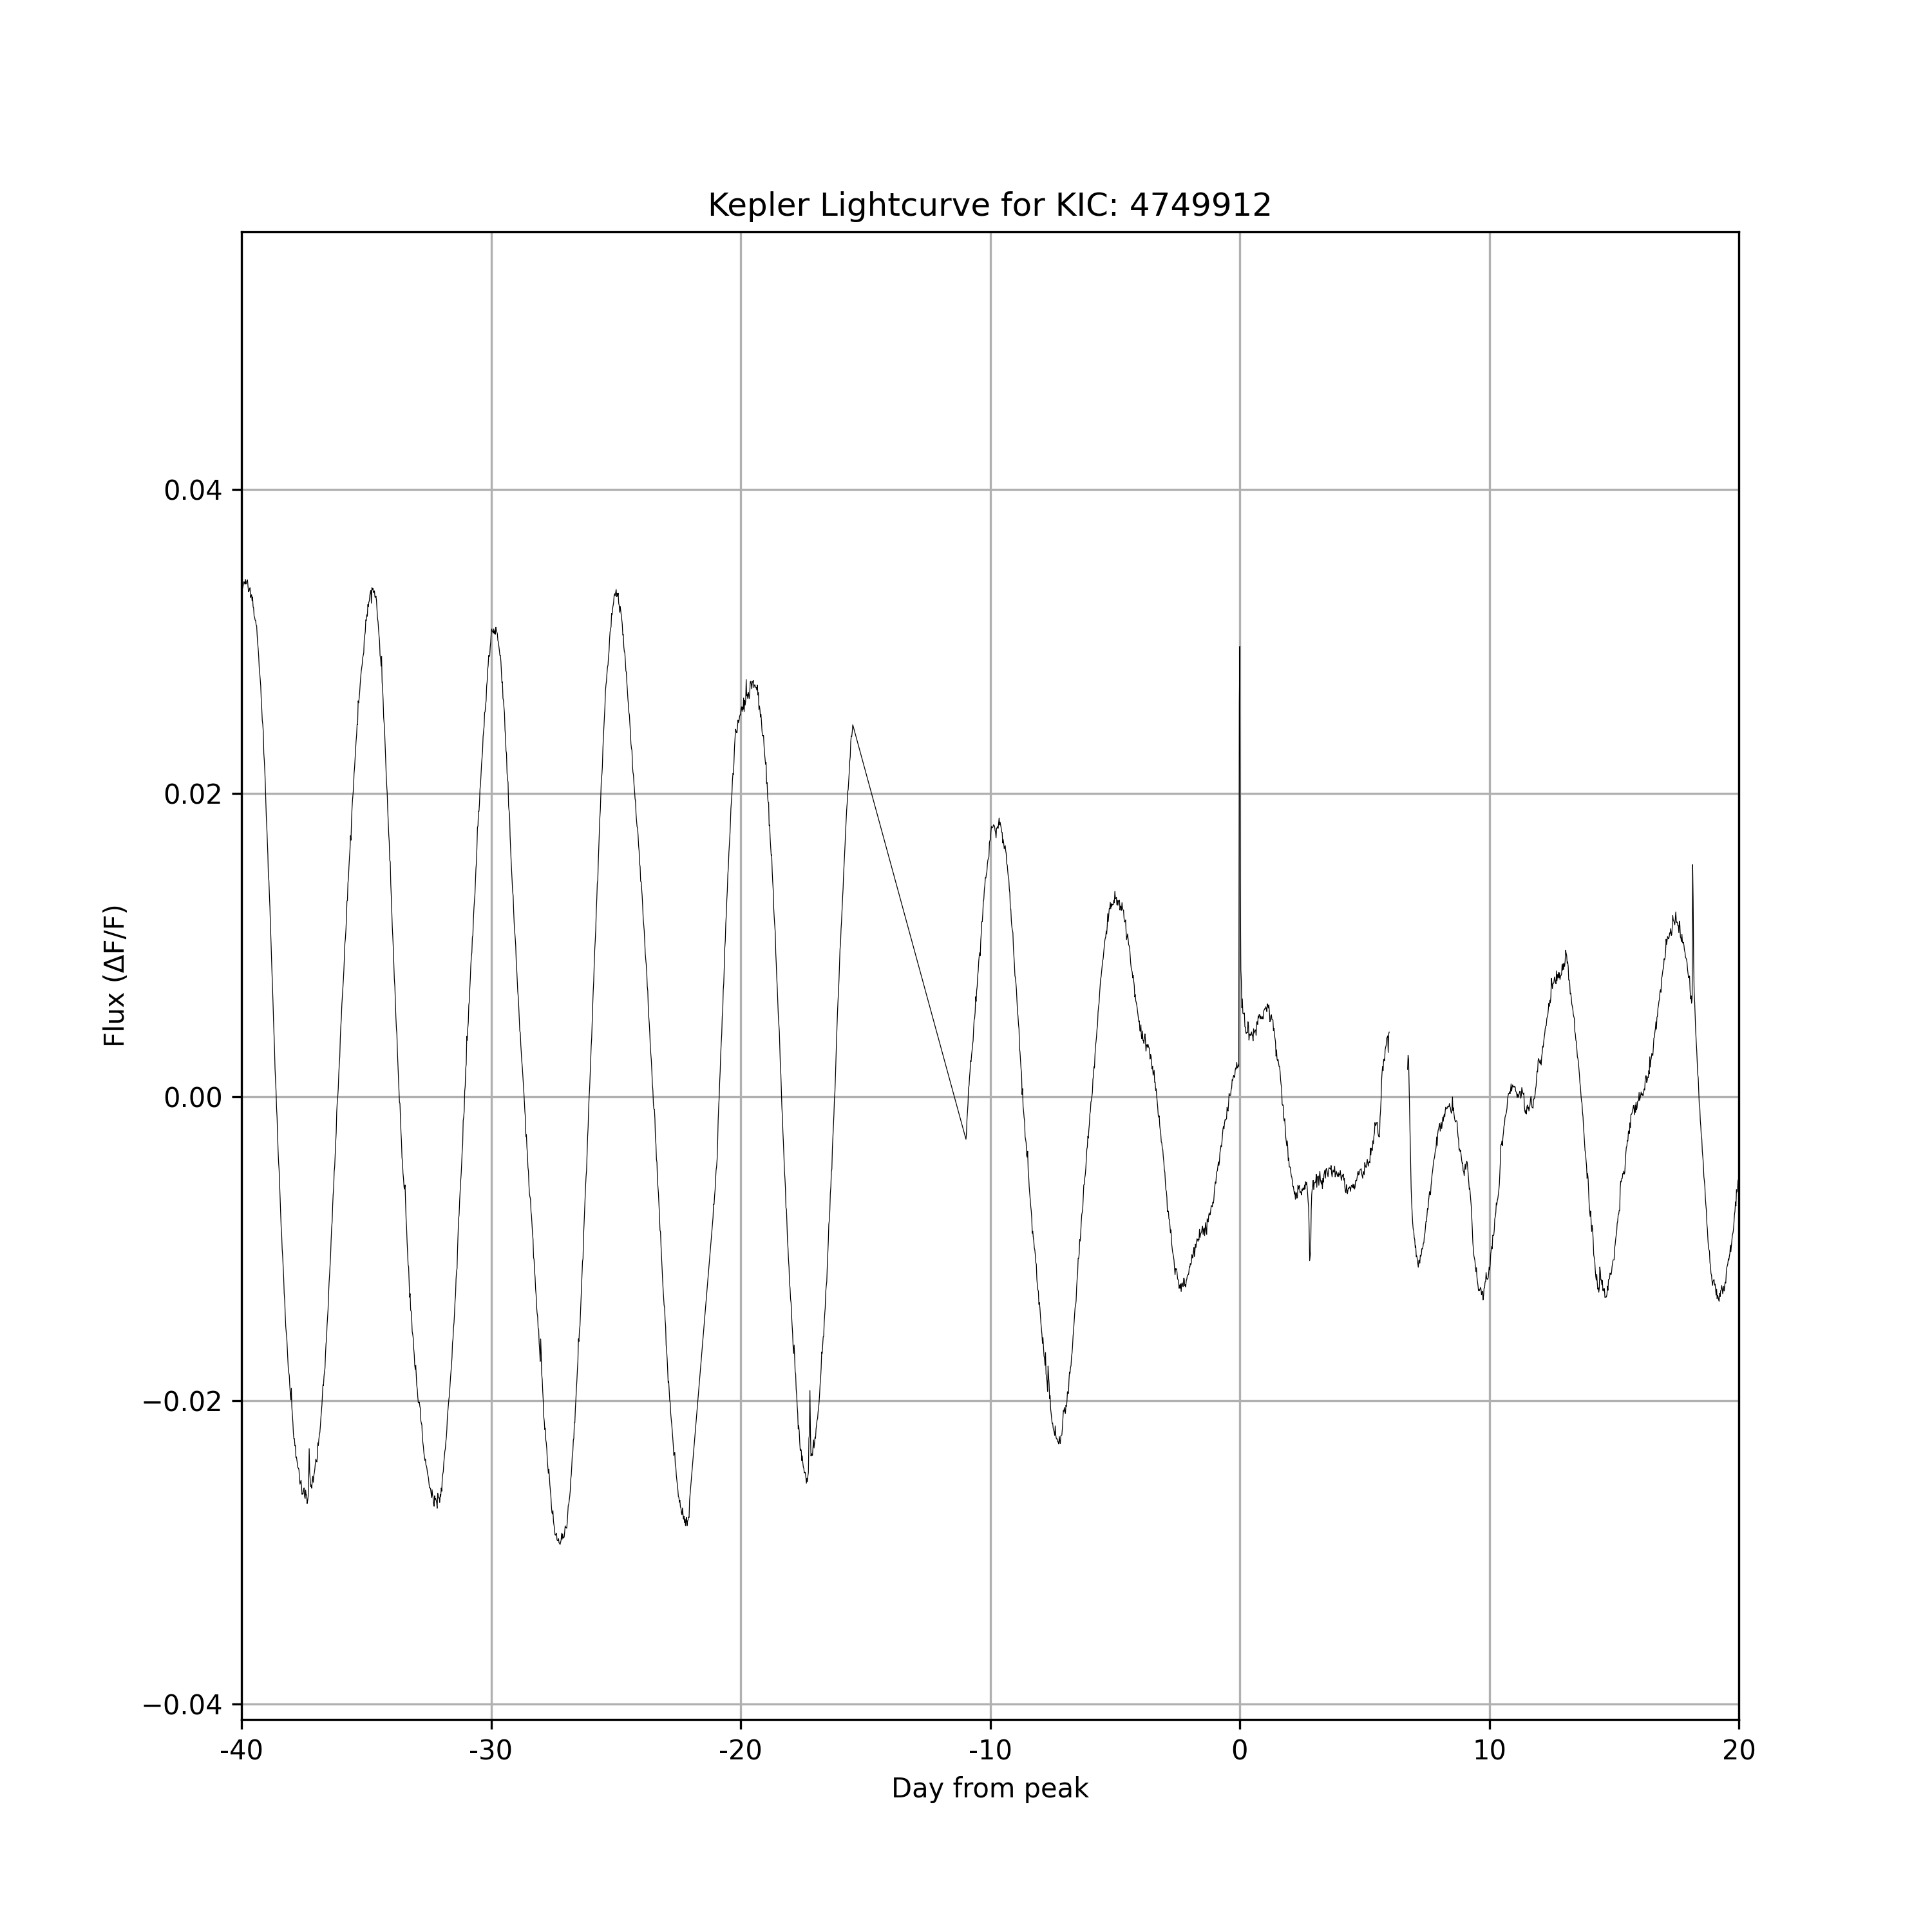 Kepler Lightcurve for KIC: 4749912
Flux (ΔF/F)
0.04
0.02
0.00
−0.02
−0.04
-40 -30 -20 -10 0 10 20
Day from peak